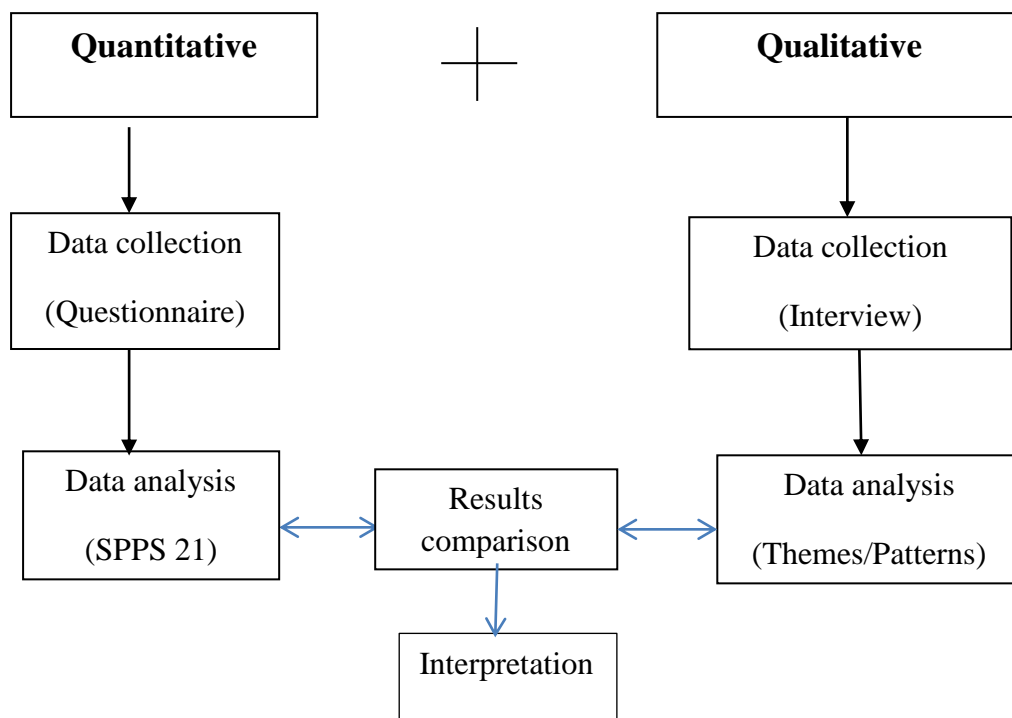 Quantitative
Qualitative
Data collection
(Questionnaire)
Data collection
(Interview)
Data analysis
(SPPS 21)
Results
comparison
Data analysis
(Themes/Patterns)
Interpretation